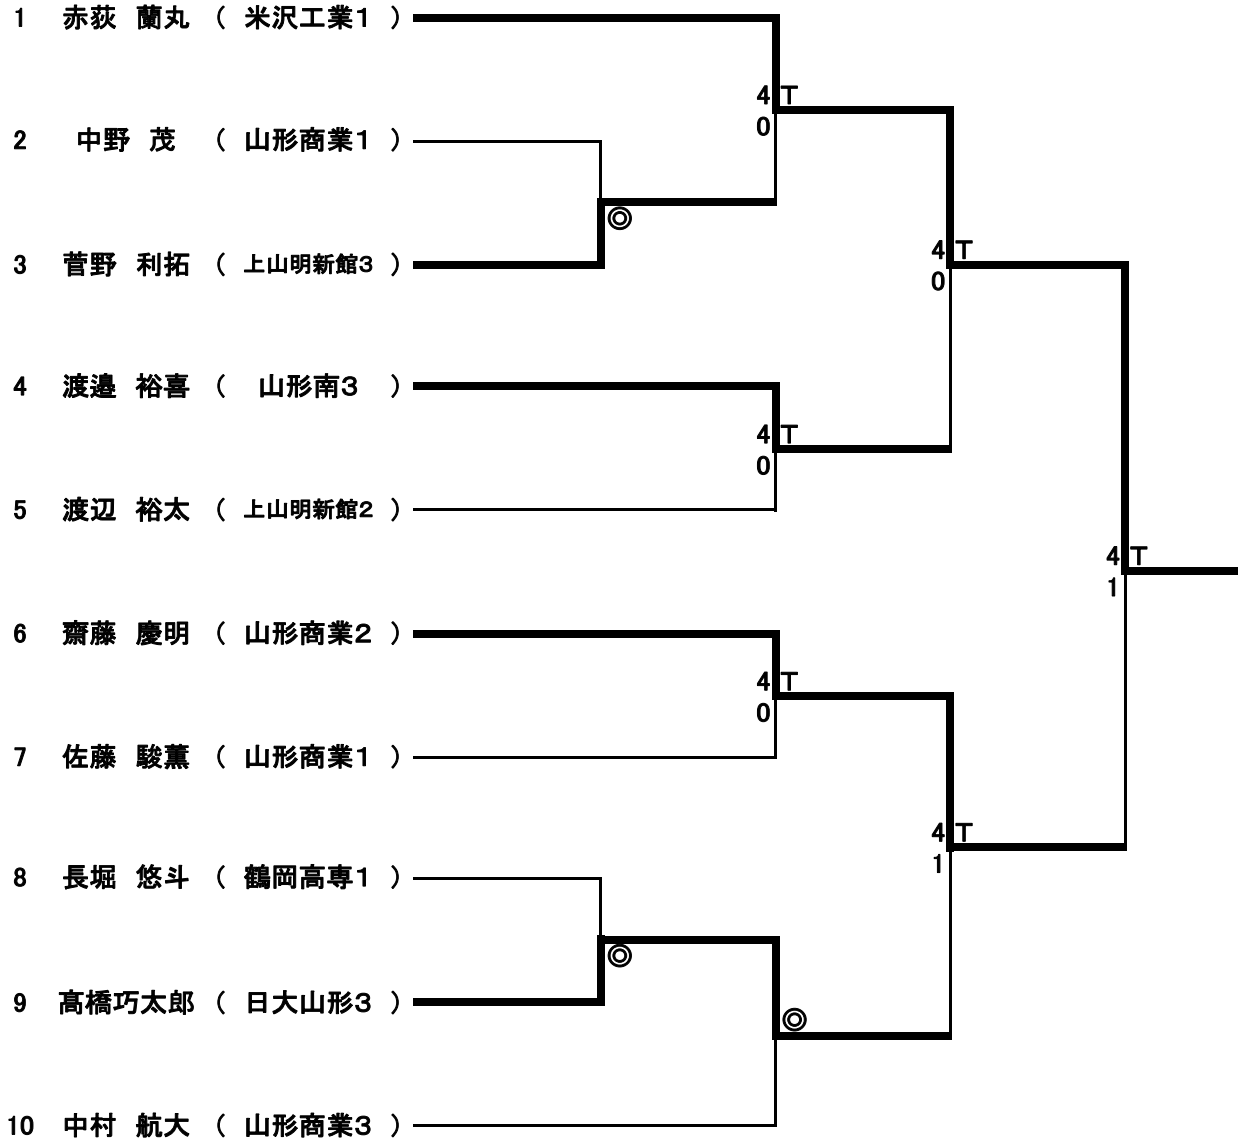 1 赤荻 蘭丸 ( 米沢工業1 )
4 T
0
2 中野 茂 ( 山形商業1 )
◎
3 菅野 利拓 ( 上山明新館3 )
4 T
0
4 渡邉 裕喜 ( 山形南3 )
4 T
0
5 渡辺 裕太 ( 上山明新館2 )
4 T
1
6 齋藤 慶明 ( 山形商業2 )
4 T
0
7 佐藤 駿薫 ( 山形商業1 )
4 T
1
8 長堀 悠斗 ( 鶴岡高専1 )
◎
9 髙橋巧太郎 ( 日大山形3 )
◎
10 中村 航大 ( 山形商業3 )